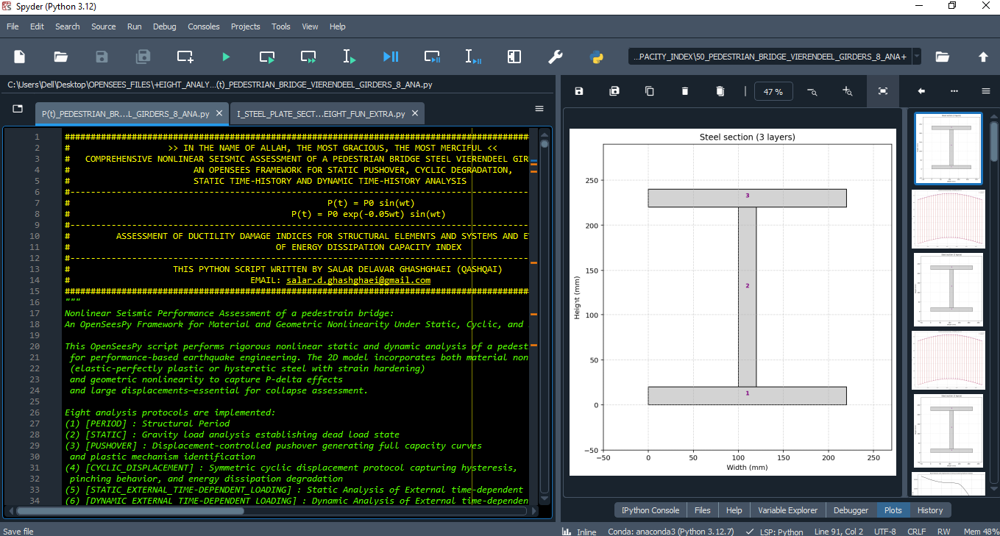 Spyder (Python 3.12)
File Edit Search Source Run Debug Consoles Projects Tools View Help
...PACITY_INDEX\50_PEDESTRIAN_BRIDGE_VIERENDEEL_GIRDERS_8_ANA+
C:\Users\Dell\Desktop\OPENSEES_FILES\+EIGHT_ANALY...(t)_PEDESTRIAN_BRIDGE_VIERENDEEL_GIRDERS_8_ANA.py
P(t)_PEDESTRIAN_BR...L_GIRDERS_8_ANA.py
I_STEEL_PLATE_SECT...EIGHT_FUN_EXTRA.py
1 ##########################################################################################
2 # >> IN THE NAME OF ALLAH, THE MOST GRACIOUS, THE MOST MERCIFUL <<
3 # COMPREHENSIVE NONLINEAR SEISMIC ASSESSMENT OF A PEDESTRIAN BRIDGE STEEL VIERENDEEL GIR
4 # AN OPENSEES FRAMEWORK FOR STATIC PUSHOVER, CYCLIC DEGRADATION,
5 # STATIC TIME-HISTORY AND DYNAMIC TIME-HISTORY ANALYSIS
6 #-----------------------------------------------------------------------------------------
7 # P(t) = P0 sin(wt)
8 # P(t) = P0 exp(-0.05wt) sin(wt)
9 #-----------------------------------------------------------------------------------------
10 # ASSESSMENT OF DUCTILITY DAMAGE INDICES FOR STRUCTURAL ELEMENTS AND SYSTEMS AND E
11 # OF ENERGY DISSIPATION CAPACITY INDEX
12 #-----------------------------------------------------------------------------------------
13 # THIS PYTHON SCRIPT WRITTEN BY SALAR DELAVAR GHASHGHAEI (QASHQAI)
14 # EMAIL: salar.d.ghashghaei@gmail.com
15 ##########################################################################################
16 """
17 Nonlinear Seismic Performance Assessment of a pedestrain bridge:
18 An OpenSeesPy Framework for Material and Geometric Nonlinearity Under Static, Cyclic, and
19
20 This OpenSeesPy script performs rigorous nonlinear static and dynamic analysis of a pedest
21 for performance-based earthquake engineering. The 2D model incorporates both material non
22 (elastic-perfectly plastic or hysteretic steel with strain hardening)
23 and geometric nonlinearity to capture P-delta effects
24 and large displacements—essential for collapse assessment.
25
26 Eight analysis protocols are implemented:
27 (1) [PERIOD] : Structural Period
28 (2) [STATIC] : Gravity load analysis establishing dead load state
29 (3) [PUSHOVER] : Displacement-controlled pushover generating full capacity curves
30 and plastic mechanism identification
31 (4) [CYCLIC_DISPLACEMENT] : Symmetric cyclic displacement protocol capturing hysteresis,
32 pinching behavior, and energy dissipation degradation
33 (5) [STATIC_EXTERNAL_TIME-DEPENDENT_LOADING] : Static Analysis of External time-dependent
34 (6) [DYNAMIC_EXTERNAL_TIME-DEPENDENT_LOADING] : Dynamic Analysis of External time-dependen
47 %
Steel section (3 layers)
Height (mm)
250
200
150
100
50
0
−50
3
2
1
−50 0 50 100 150 200 250
Width (mm)
IPython Console Files Help Variable Explorer Debugger Plots History
Save file
Inline Conda: anaconda3 (Python 3.12.7) LSP: Python Line 91, Col 2 UTF-8 CRLF RW Mem 48%